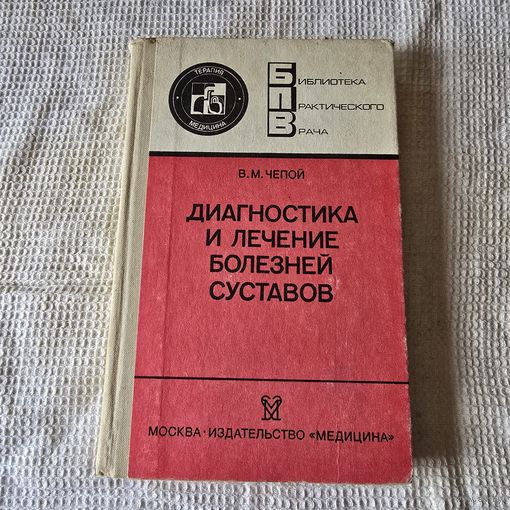 ТЕРАПИЯ
МЕДИЦИНА
БИБЛИОТЕКА
ПРАКТИЧЕСКОГО
ВРАЧА
В. М. ЧЕПОЙ
ДИАГНОСТИКА
И ЛЕЧЕНИЕ
БОЛЕЗНЕЙ
СУСТАВОВ
МОСКВА · ИЗДАТЕЛЬСТВО «МЕДИЦИНА»